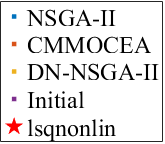 NSGA-II
CMMOCEA
DN-NSGA-II
Initial
lsqnonlin